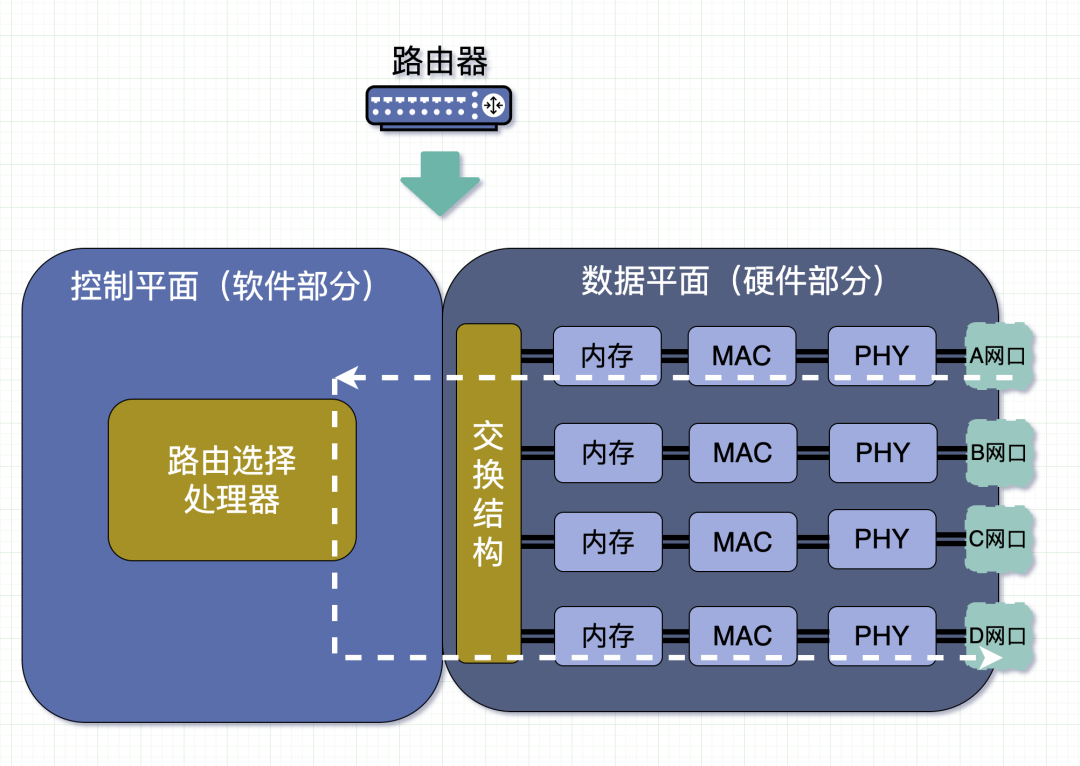 路由器
控制平面（软件部分）
数据平面（硬件部分）
路由选择
处理器
交
换
结
构
内存 MAC PHY A网口
内存 MAC PHY B网口
内存 MAC PHY C网口
内存 MAC PHY D网口